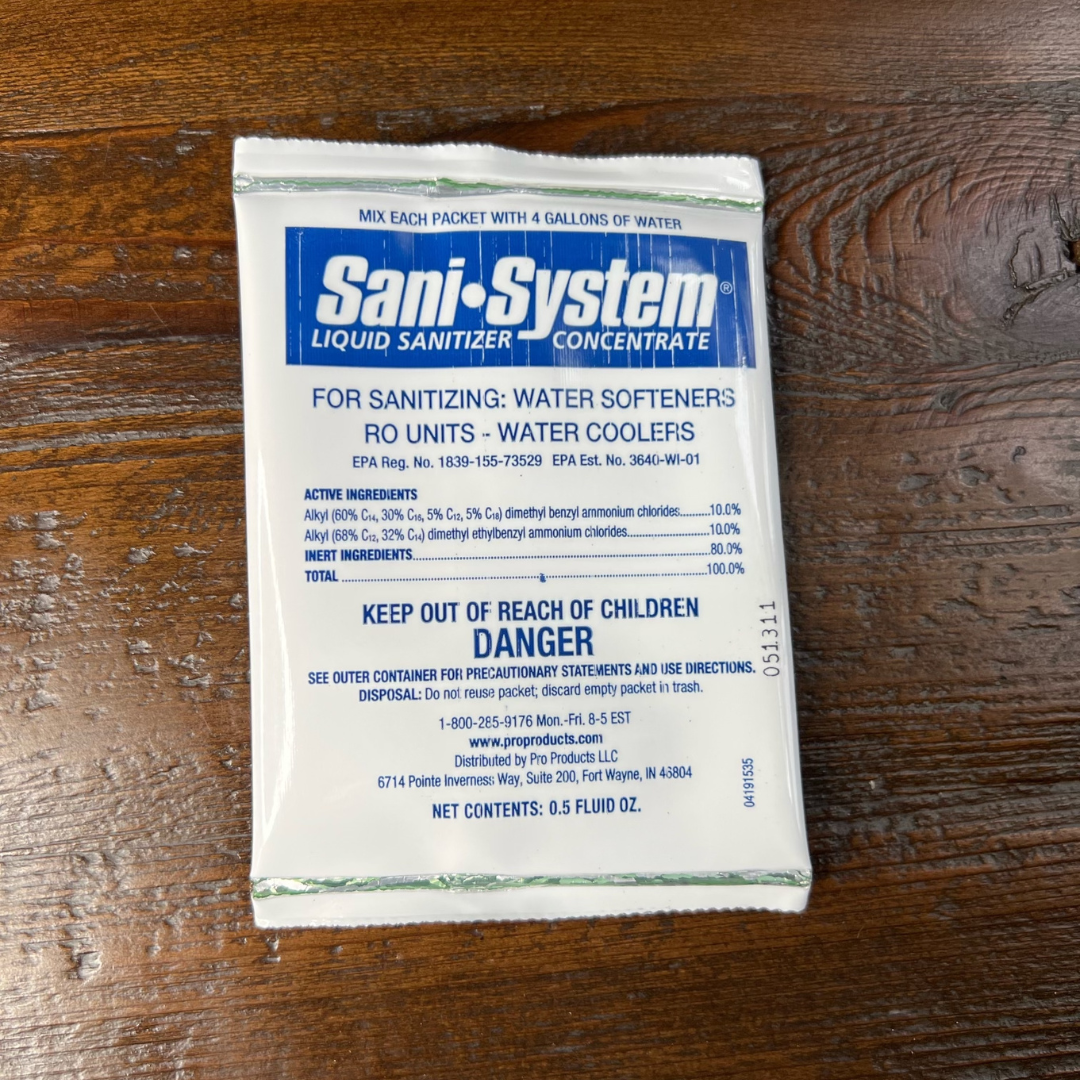 MIX EACH PACKET WITH 4 GALLONS OF WATER
Sani•System®
LIQUID SANITIZER CONCENTRATE
FOR SANITIZING: WATER SOFTENERS
RO UNITS - WATER COOLERS
EPA Reg. No. 1839-155-73529 EPA Est. No. 3640-WI-01
ACTIVE INGREDIENTS
Alkyl (60% C₁₄, 30% C₁₆, 5% C₁₂, 5% C₁₈) dimethyl benzyl ammonium chlorides.........10.0%
Alkyl (68% C₁₂, 32% C₁₄) dimethyl ethylbenzyl ammonium chlorides.........................10.0%
INERT INGREDIENTS.........................................................................................80.0%
TOTAL ...........................................................................................................100.0%
KEEP OUT OF REACH OF CHILDREN
DANGER
SEE OUTER CONTAINER FOR PRECAUTIONARY STATEMENTS AND USE DIRECTIONS.
DISPOSAL: Do not reuse packet; discard empty packet in trash.
1-800-285-9176 Mon.-Fri. 8-5 EST
www.proproducts.com
Distributed by Pro Products LLC
6714 Pointe Inverness Way, Suite 200, Fort Wayne, IN 46804
NET CONTENTS: 0.5 FLUID OZ.
051311
04191535